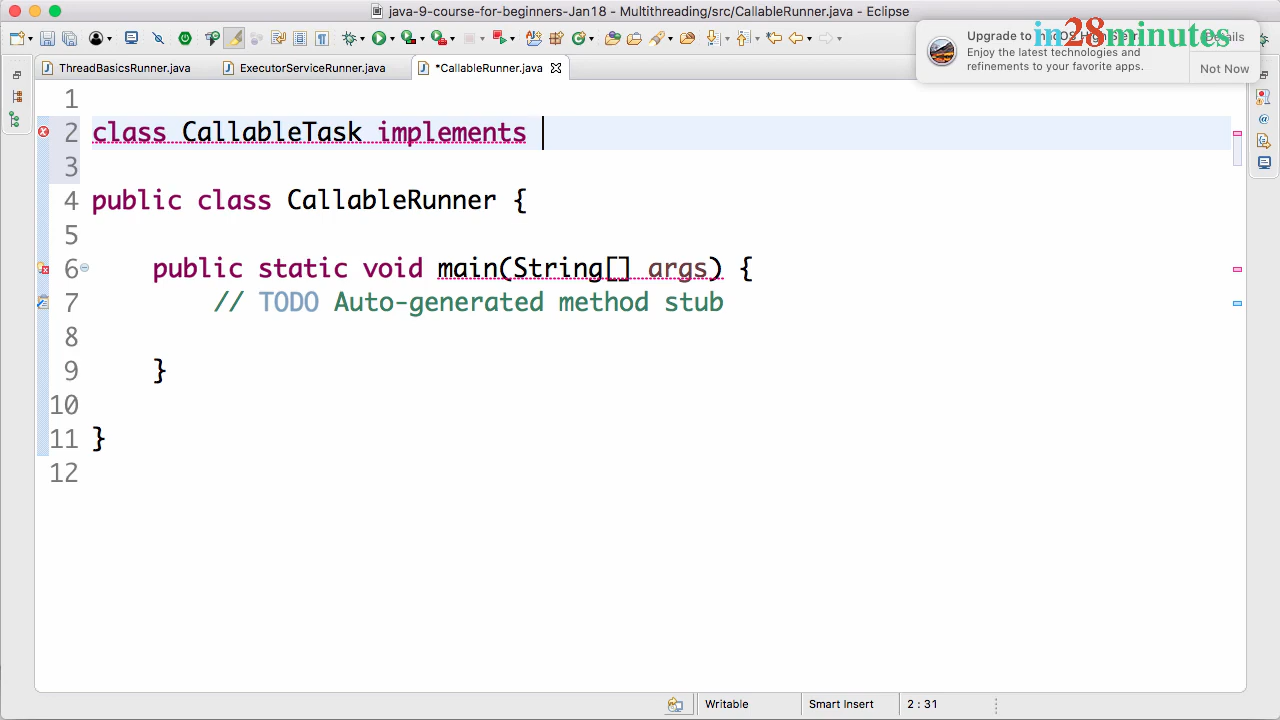 java-9-course-for-beginners-Jan18 - Multithreading/src/CallableRunner.java - Eclipse
in28minutes
Upgrade to
Enjoy the latest technologies and
refinements to your favorite apps.
Not Now
ThreadBasicsRunner.java
ExecutorServiceRunner.java
*CallableRunner.java
1
2 class CallableTask implements
3
4 public class CallableRunner {
5
6 public static void main(String[] args) {
7 // TODO Auto-generated method stub
8
9 }
10
11 }
12
Writable
Smart Insert
2 : 31